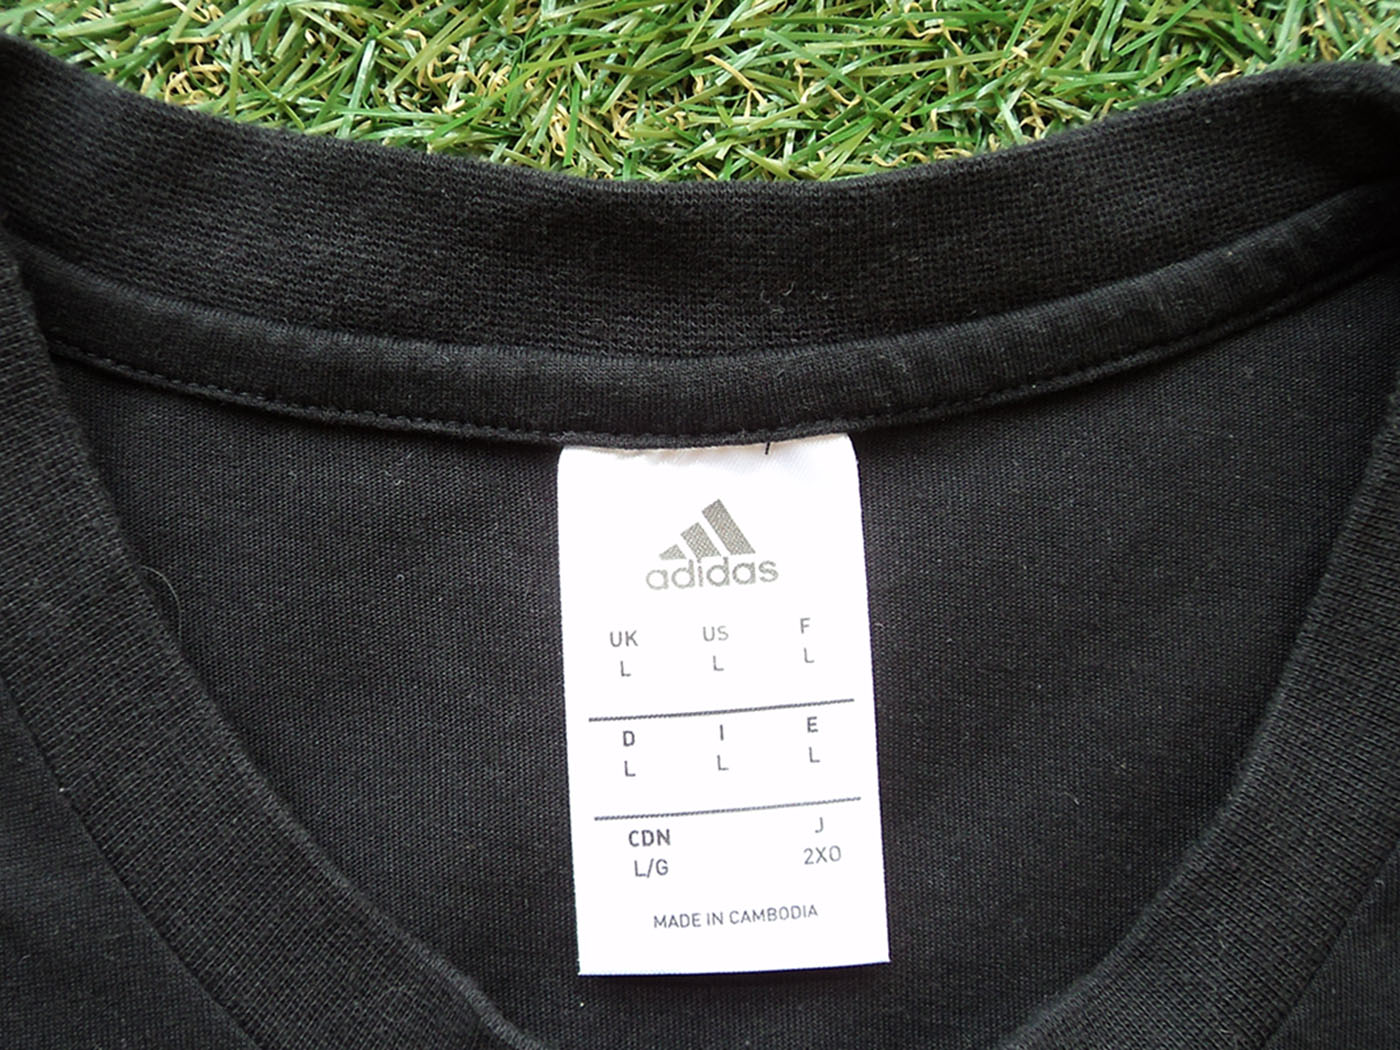 adidas
UK US F
L L L
D I E
L L L
CDN J
L/G 2XO
MADE IN CAMBODIA